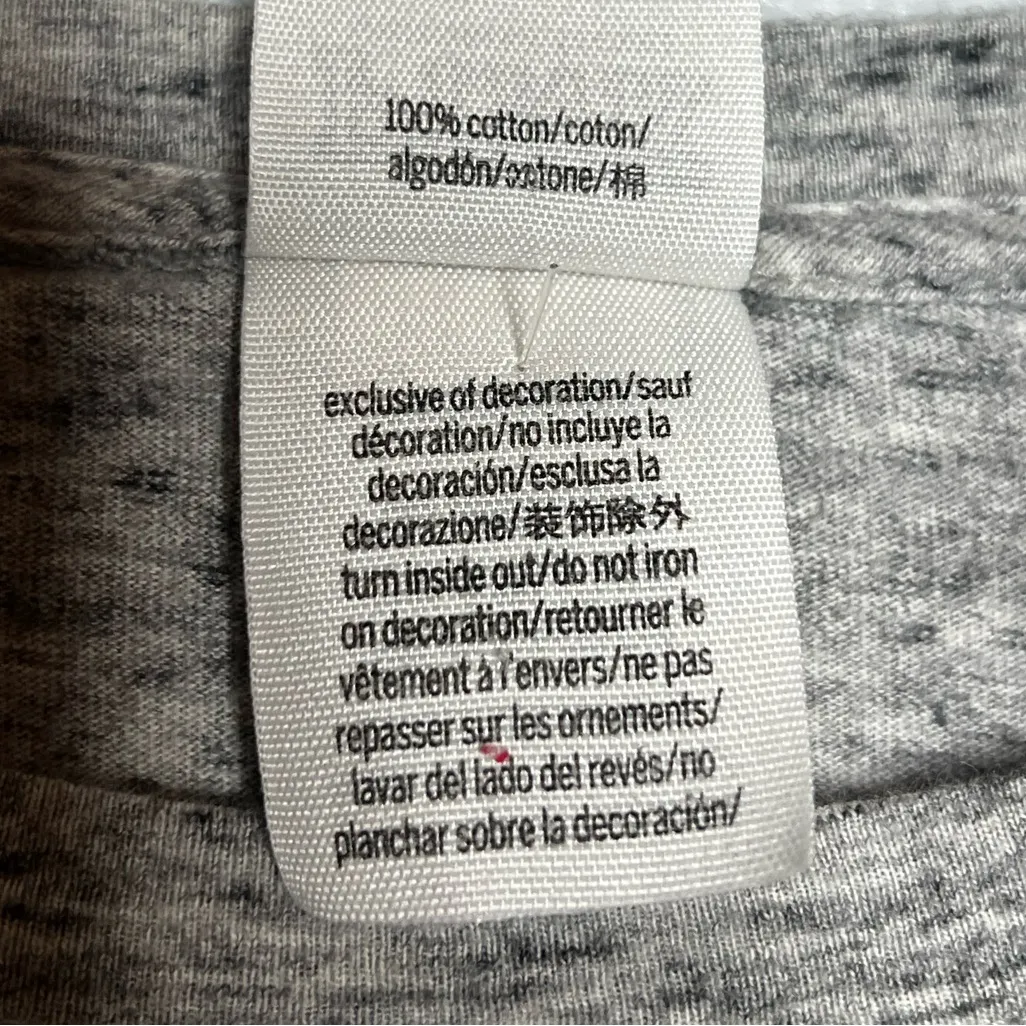 100% cotton/coton/
algodón/cotone/棉
exclusive of decoration/sauf
décoration/no incluye la
decoración/esclusa la
decorazione/装饰除外
turn inside out/do not iron
on decoration/retourner le
vêtement à l'envers/ne pas
repasser sur les ornements/
lavar del lado del revés/no
planchar sobre la decoración/